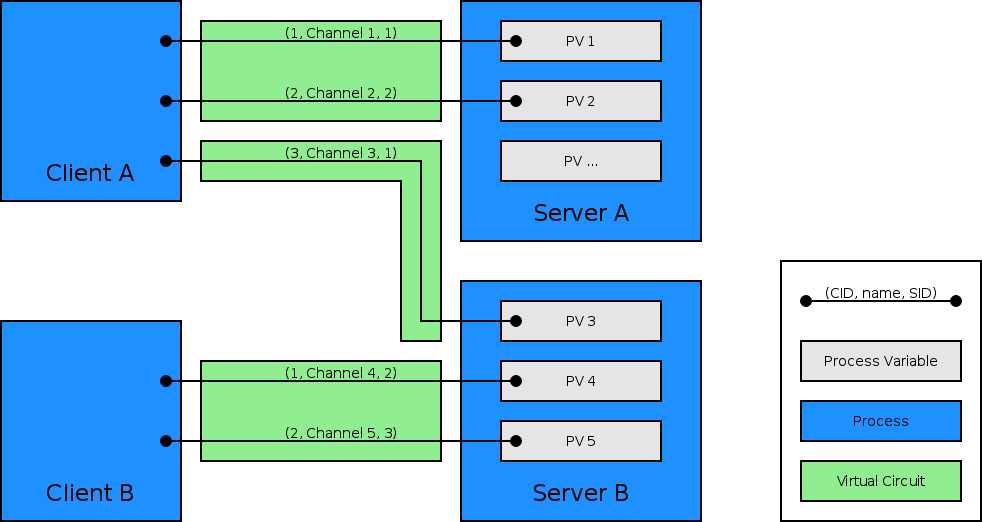 (1, Channel 1, 1)
PV 1
(2, Channel 2, 2)
PV 2
(3, Channel 3, 1)
PV ...
Client A
Server A
(CID, name, SID)
PV 3
Process Variable
(1, Channel 4, 2)
PV 4
Process
(2, Channel 5, 3)
PV 5
Virtual Circuit
Client B
Server B